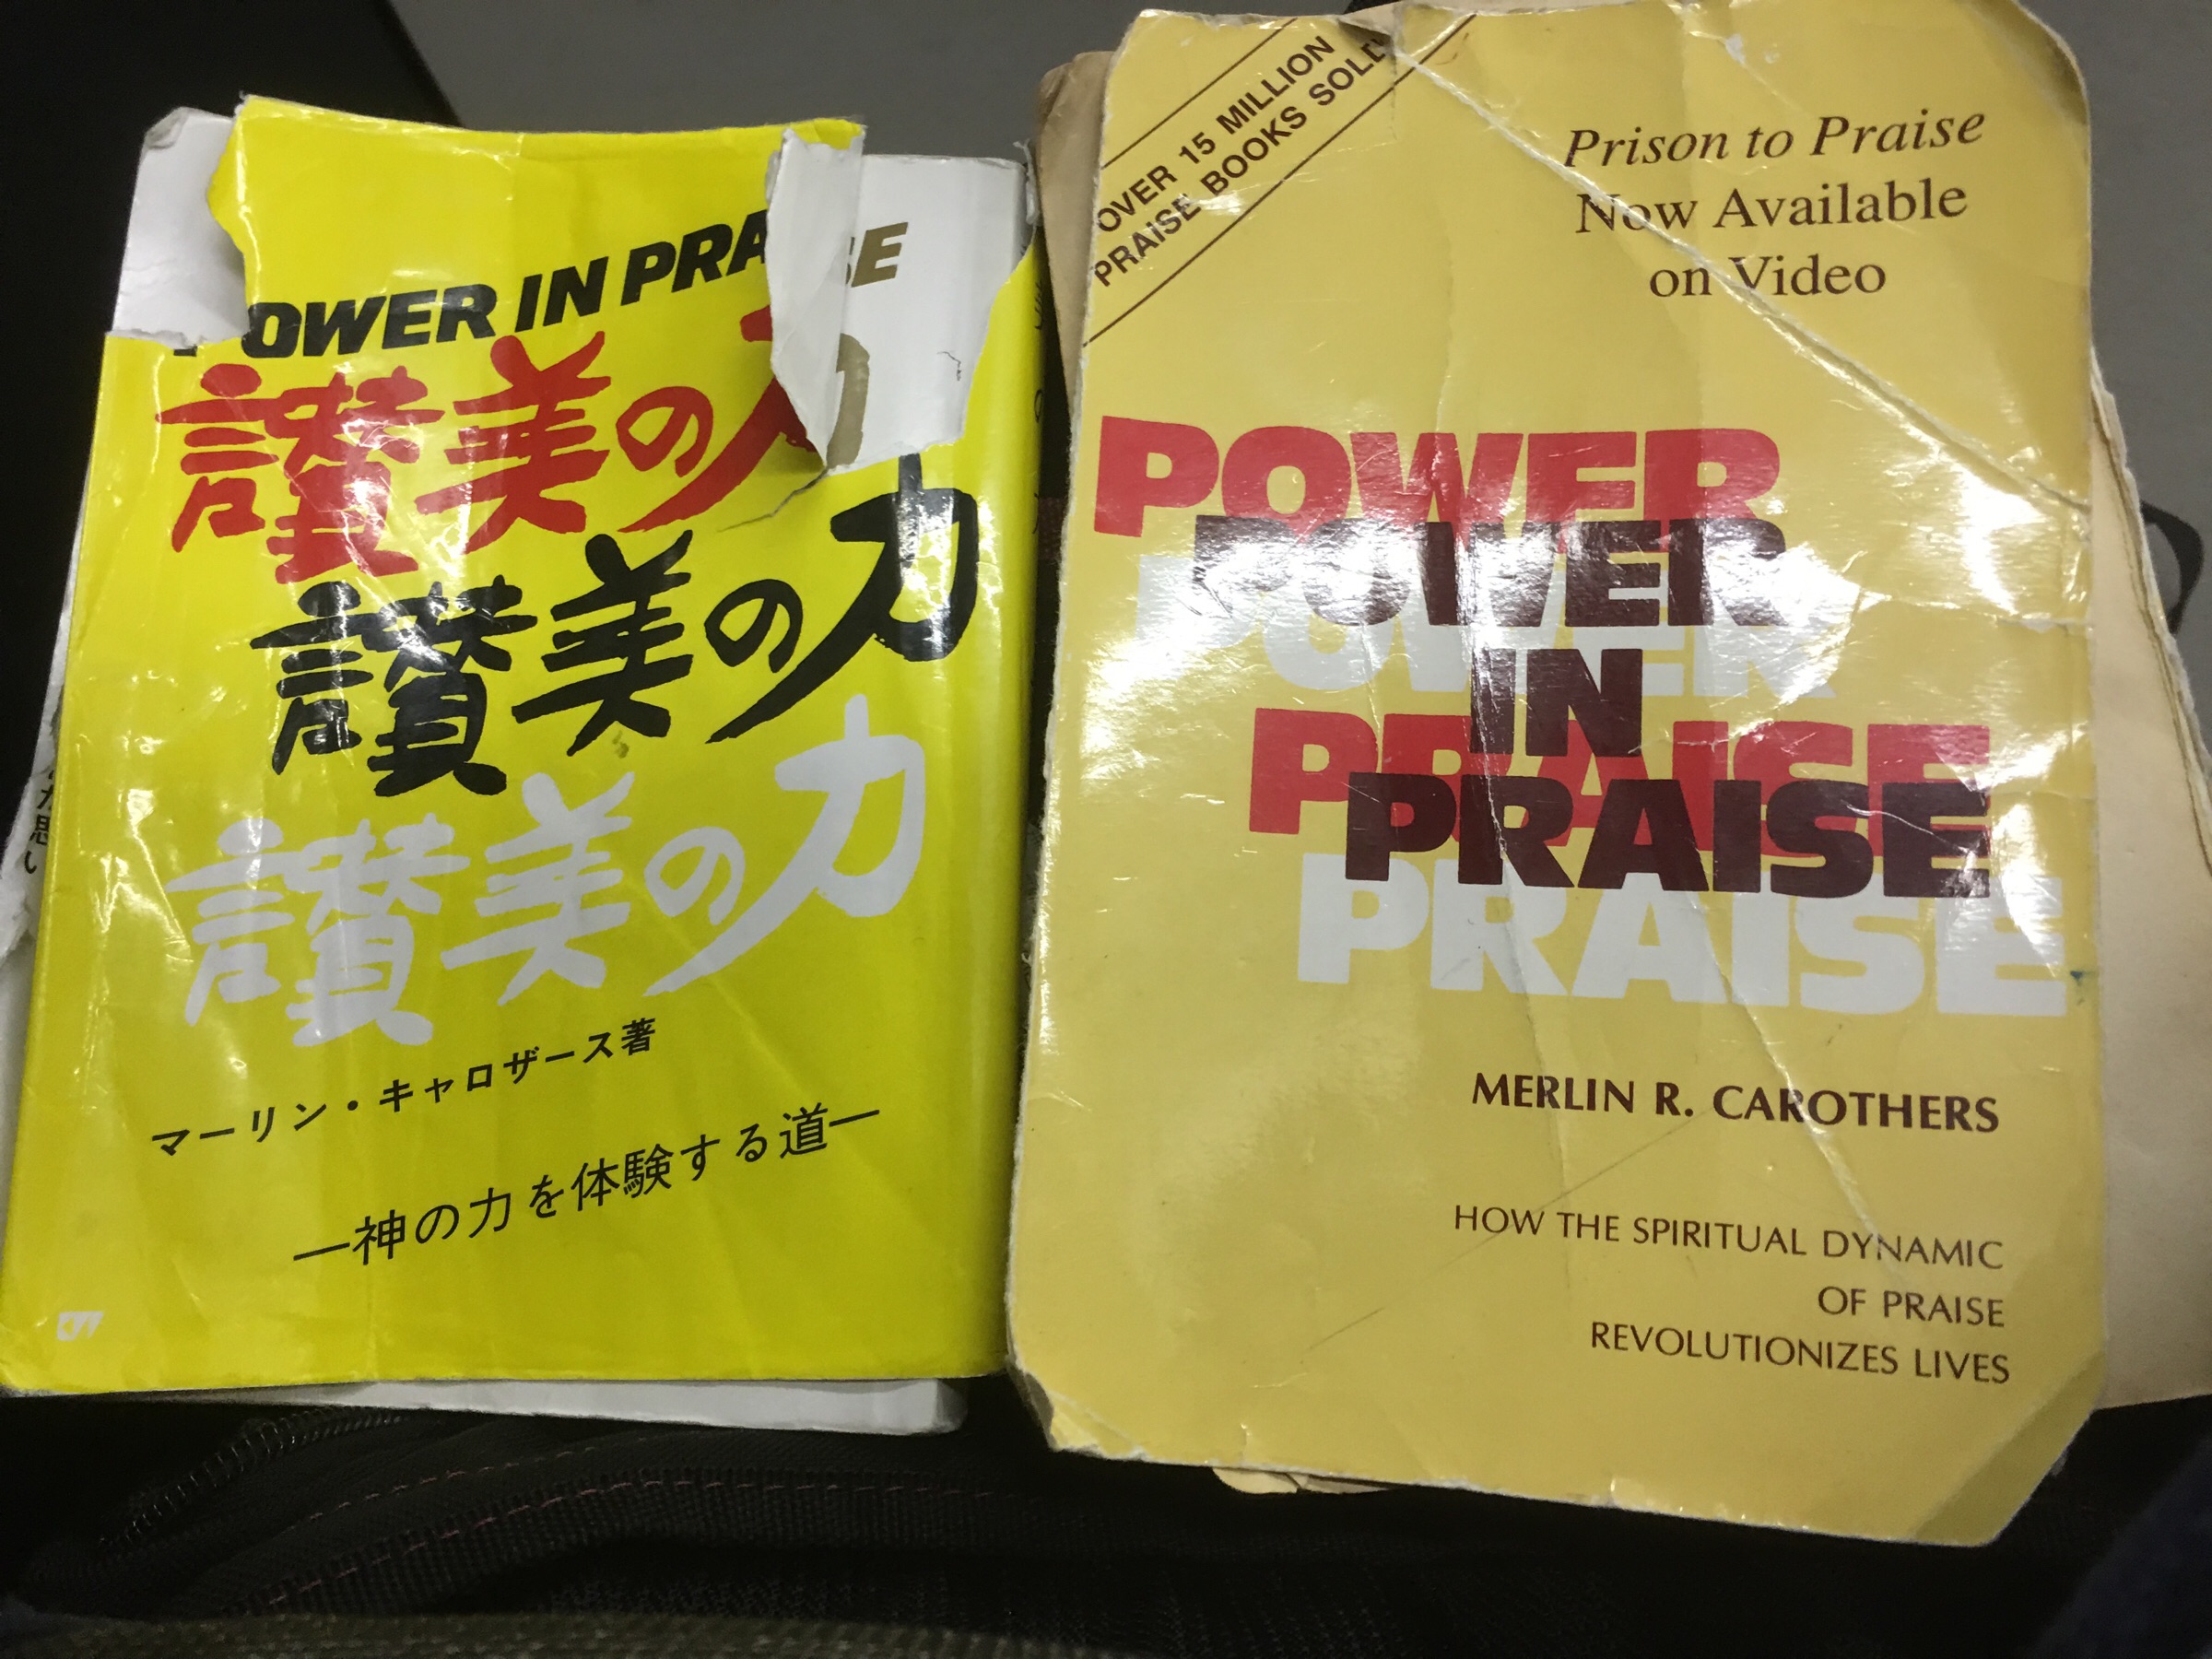 POWER IN PRAISE
讃美の力
讃美の力
讃美の力
マーリン・キャロザース著
―神の力を体験する道―
OVER 15 MILLION
PRAISE BOOKS SOLD
Prison to Praise
Now Available
on Video
POWER
POWER
POWER
IN
PRAISE
PRAISE
PRAISE
MERLIN R. CAROTHERS
HOW THE SPIRITUAL DYNAMIC
OF PRAISE
REVOLUTIONIZES LIVES